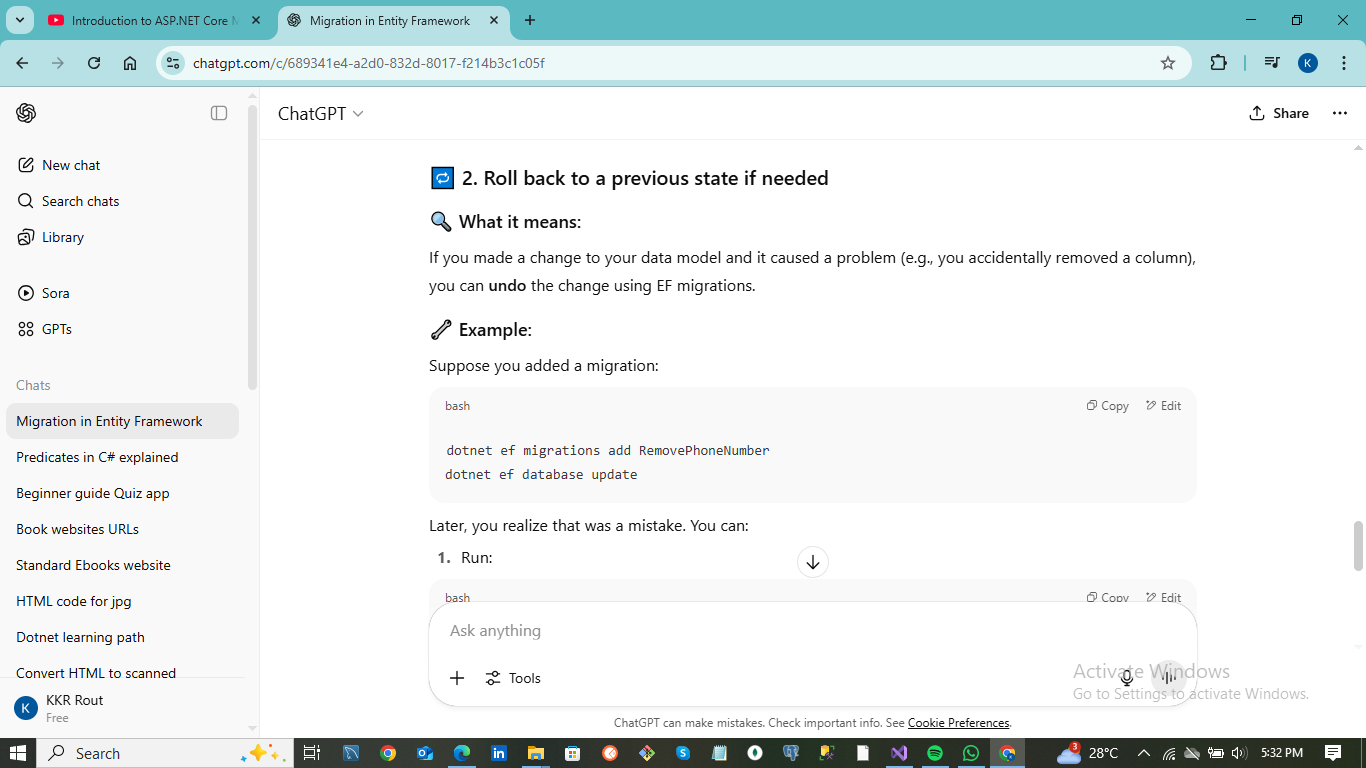 Introduction to ASP.NET Core M
Migration in Entity Framework
chatgpt.com/c/689341e4-a2d0-832d-8017-f214b3c1c05f
K
ChatGPT
Share
New chat
Search chats
Library
Sora
GPTs
Chats
Migration in Entity Framework
Predicates in C# explained
Beginner guide Quiz app
Book websites URLs
Standard Ebooks website
HTML code for jpg
Dotnet learning path
Convert HTML to scanned
K
KKR Rout
Free
2. Roll back to a previous state if needed
What it means:
If you made a change to your data model and it caused a problem (e.g., you accidentally removed a column),
you can undo the change using EF migrations.
Example:
Suppose you added a migration:
bash
Copy
Edit
dotnet ef migrations add RemovePhoneNumber
dotnet ef database update
Later, you realize that was a mistake. You can:
1. Run:
bash
Copy
Edit
Ask anything
Tools
Activate Windows
Go to Settings to activate Windows.
ChatGPT can make mistakes. Check important info. See Cookie Preferences.
Search
3
28°C
5:32 PM